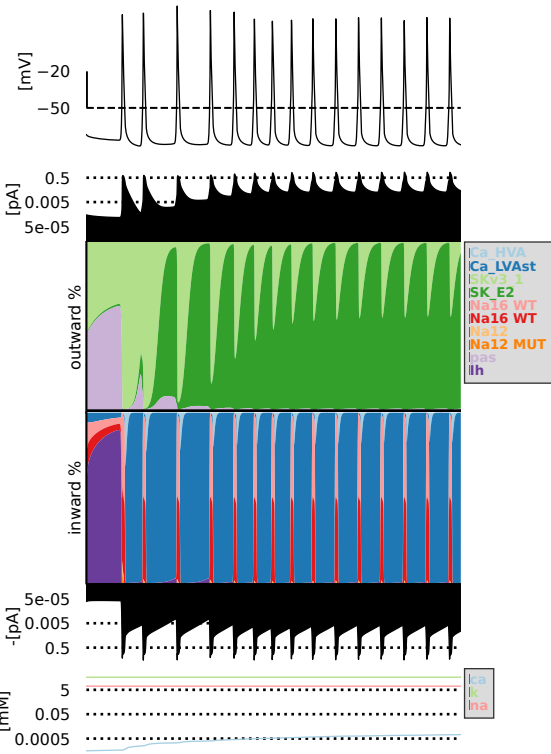 [mV]
−20
−50
[pA]
0.5
0.005
5e-05
outward %
Ca_HVA
Ca_LVAst
SKv3_1
SK_E2
Na16 WT
Na16 WT
Na12
Na12 MUT
pas
Ih
inward %
-[pA]
5e-05
0.005
0.5
[mM]
5
0.05
0.0005
ca
k
na